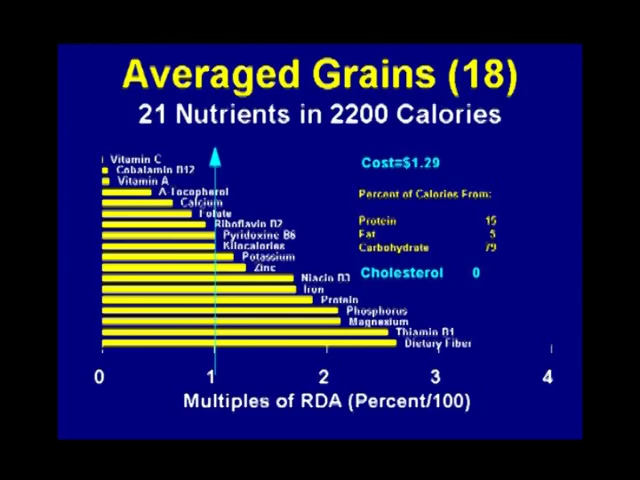 Averaged Grains (18)
21 Nutrients in 2200 Calories
Vitamin C
Cobalamin B12
Vitamin A
A-Tocopherol
Calcium
Folate
Riboflavin B2
Pyridoxine B6
Kilocalories
Potassium
Zinc
Niacin B3
Iron
Protein
Phosphorus
Magnesium
Thiamin B1
Dietary Fiber
Cost=$1.29
Percent of Calories From:
Protein 15
Fat 5
Carbohydrate 79
Cholesterol 0
0 1 2 3 4
Multiples of RDA (Percent/100)